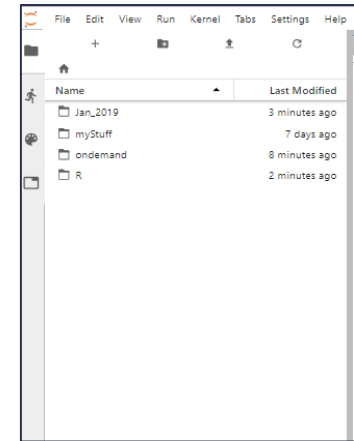 File Edit View Run Kernel Tabs Settings Help
Name Last Modified
Jan_2019 3 minutes ago
myStuff 7 days ago
ondemand 8 minutes ago
R 2 minutes ago